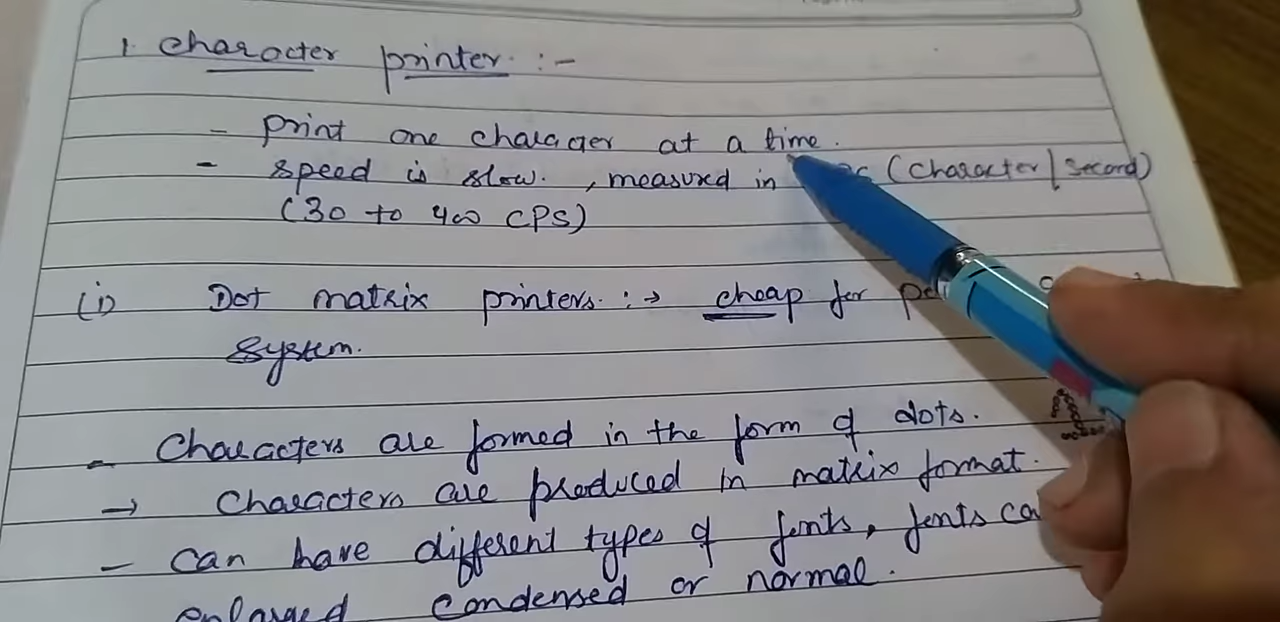 1. Character printer :-
- print one character at a time.
- speed is slow. , measured in (Character/Second)
(30 to 400 CPS)
(i) Dot matrix printers. :→ cheap for
system.
- Characters are formed in the form of dots.
→ Characters are produced in matrix format.
- Can have different types of fonts, fonts
enlarged condensed or normal.